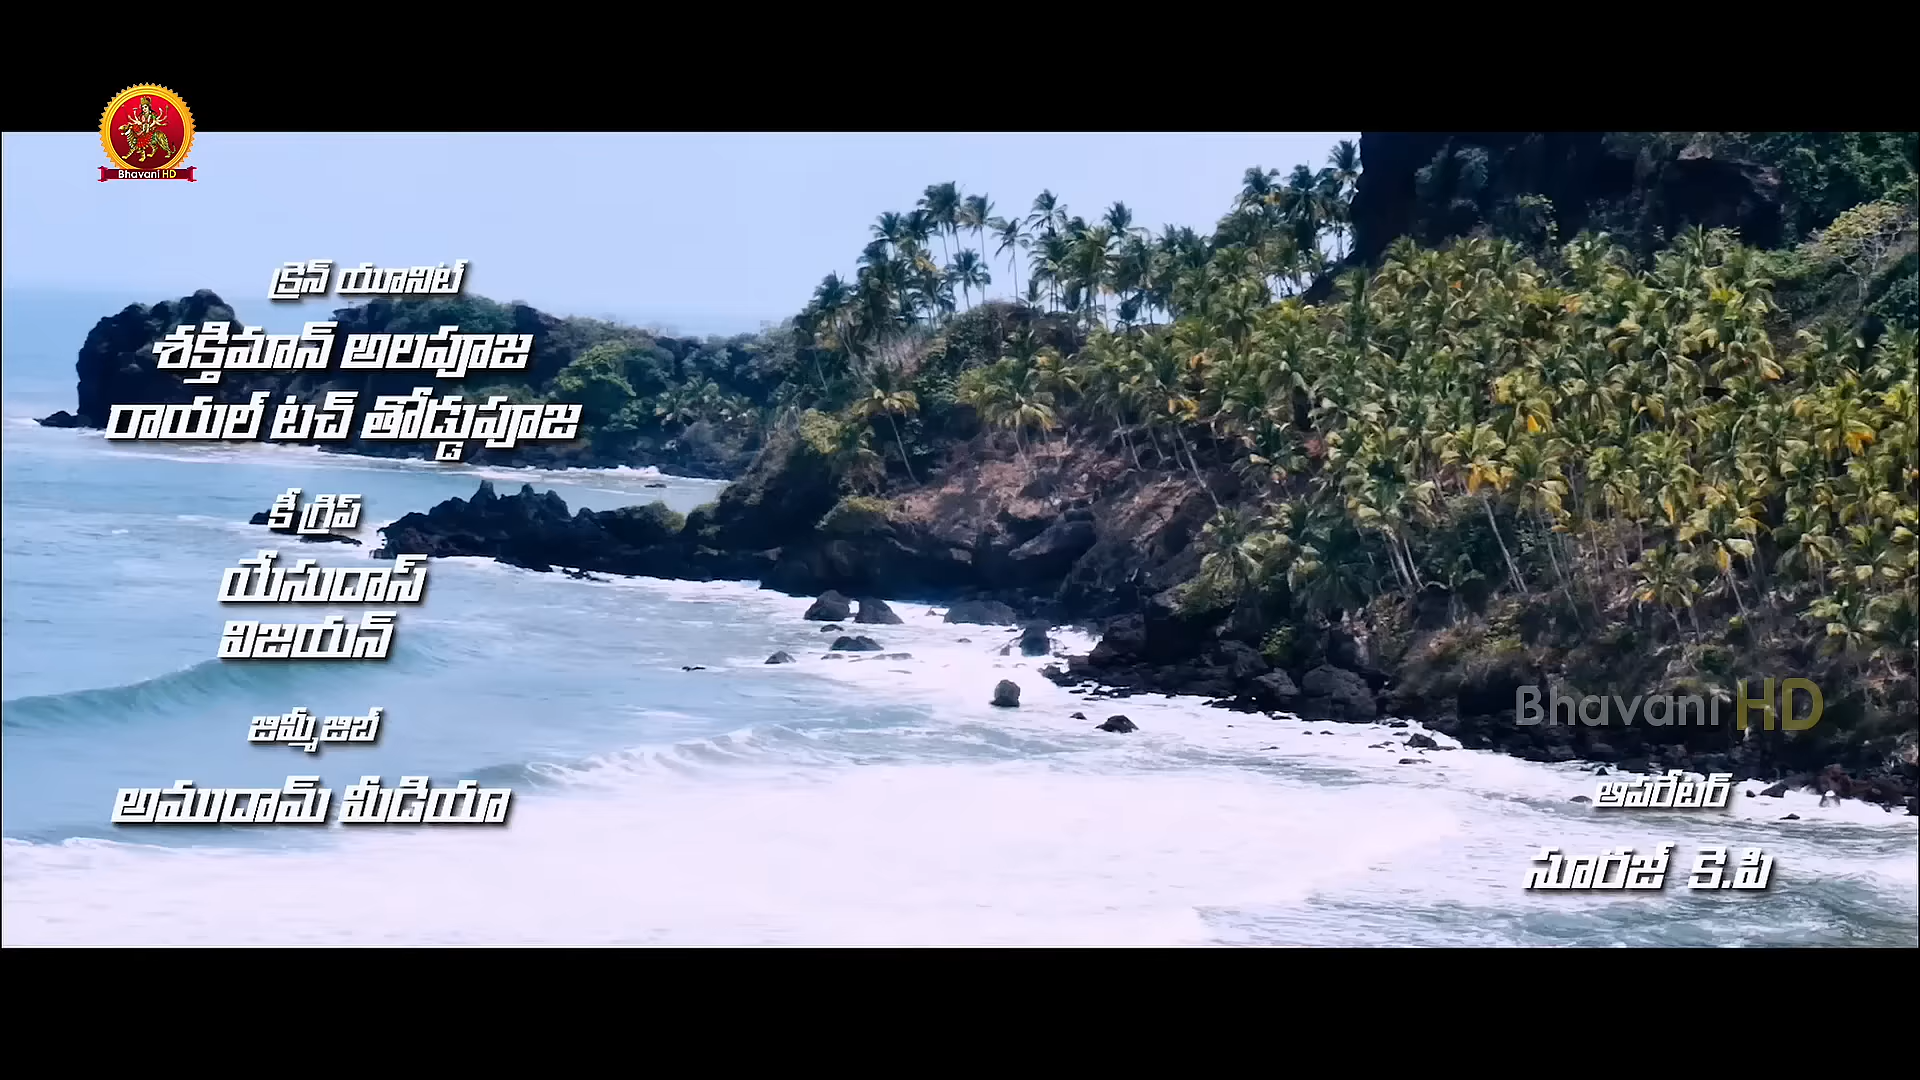 Bhavani HD
క్రెన్ యూనిట్
శక్తిమాన్ అలపూజ
రాయల్ టచ్ తోడ్డుపూజ
కీ గ్రిప్
యేసుదాస్
విజయన్
జిమ్మీ జిబ్
అముదామ్ మీడియా
Bhavani HD
ఆపరేటర్
సూరజ్ కె.పి